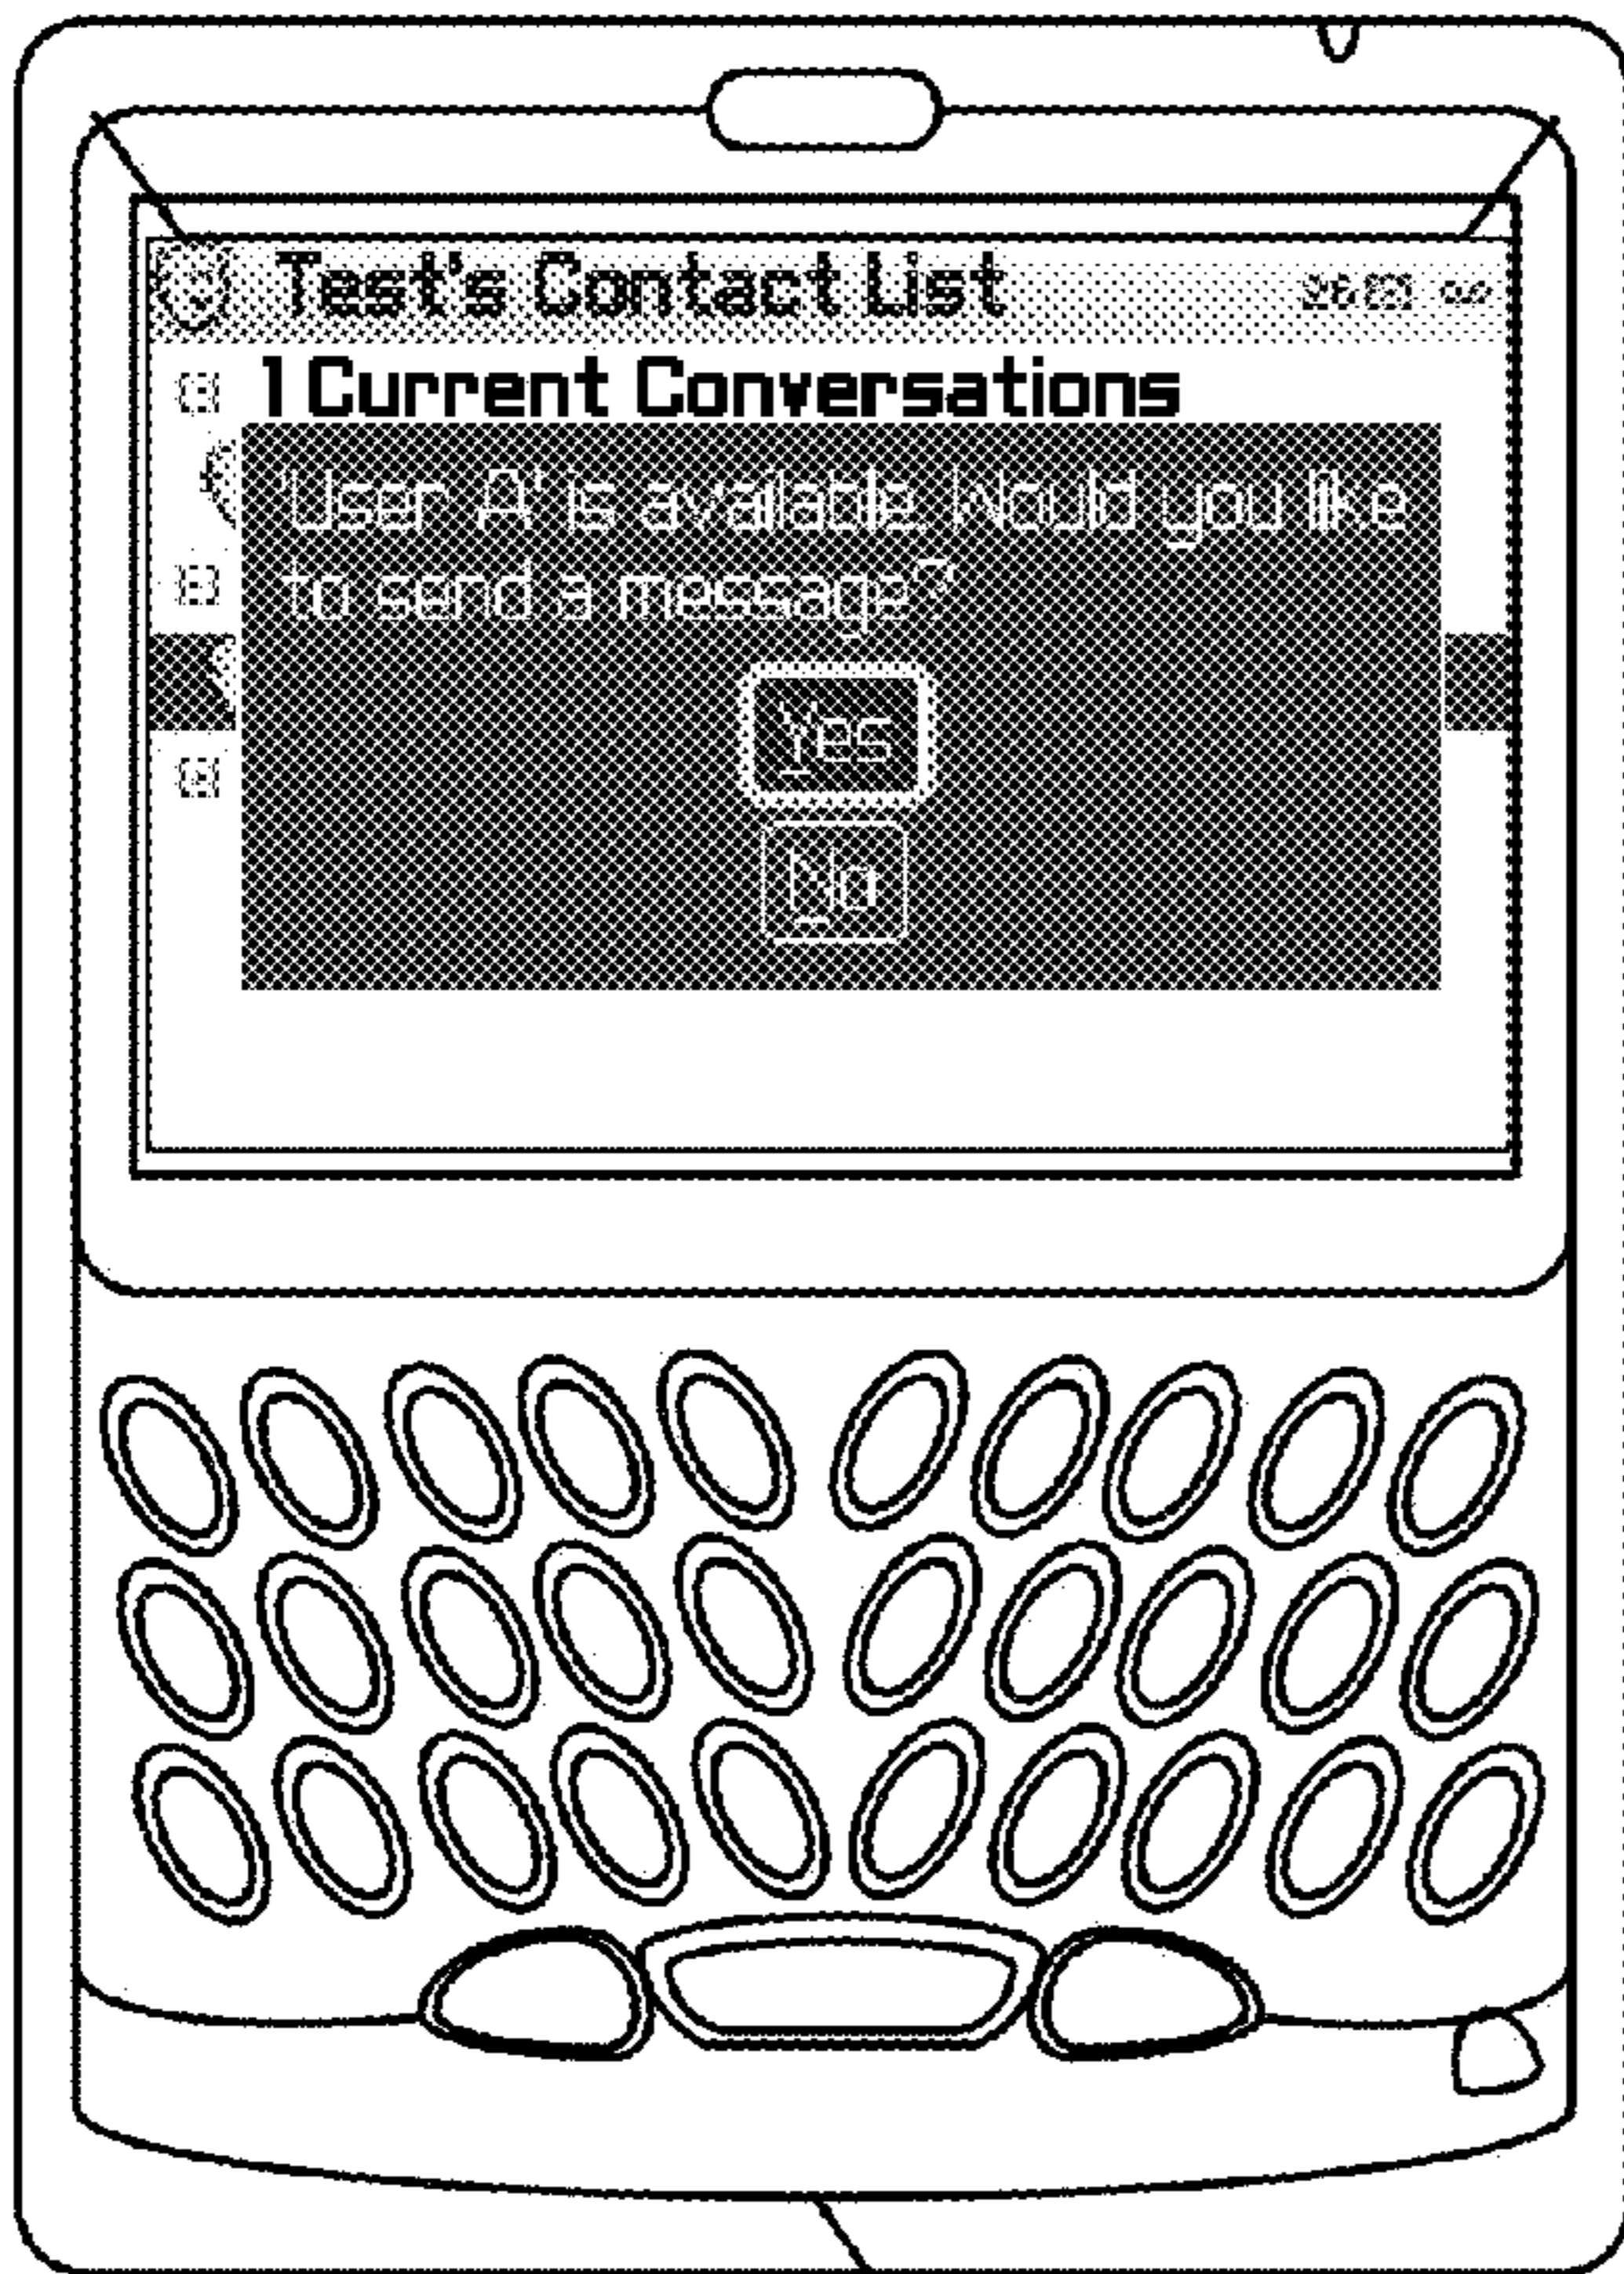 Test's Contact List
1 Current Conversations
'User A' is available. Would you like
to send a message?
Yes
No